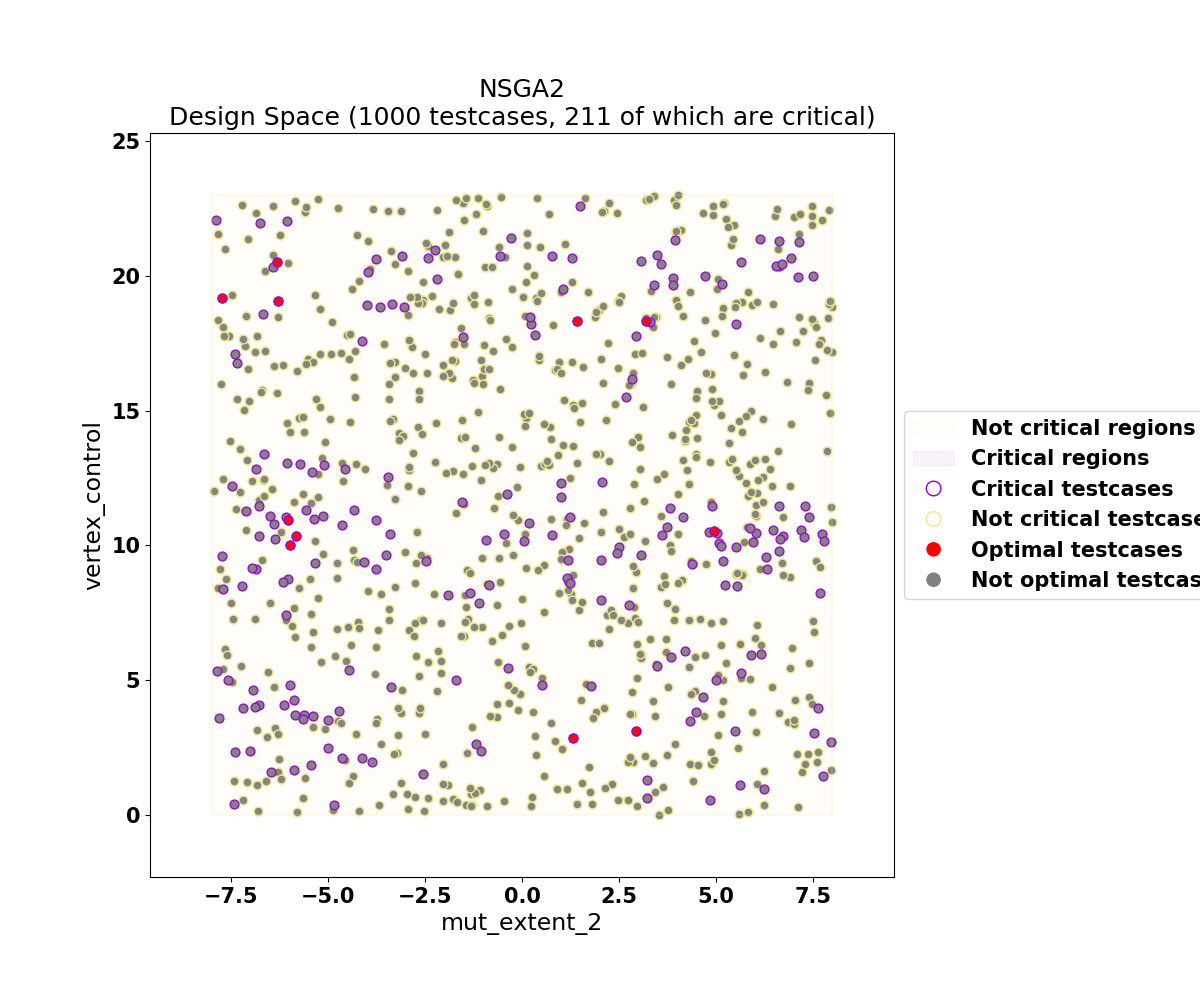 NSGA2
Design Space (1000 testcases, 211 of which are critical)
25
20
15
10
5
0
vertex_control
−7.5 −5.0 −2.5 0.0 2.5 5.0 7.5
mut_extent_2
Not critical regions
Critical regions
Critical testcases
Not critical testcase
Optimal testcases
Not optimal testcas